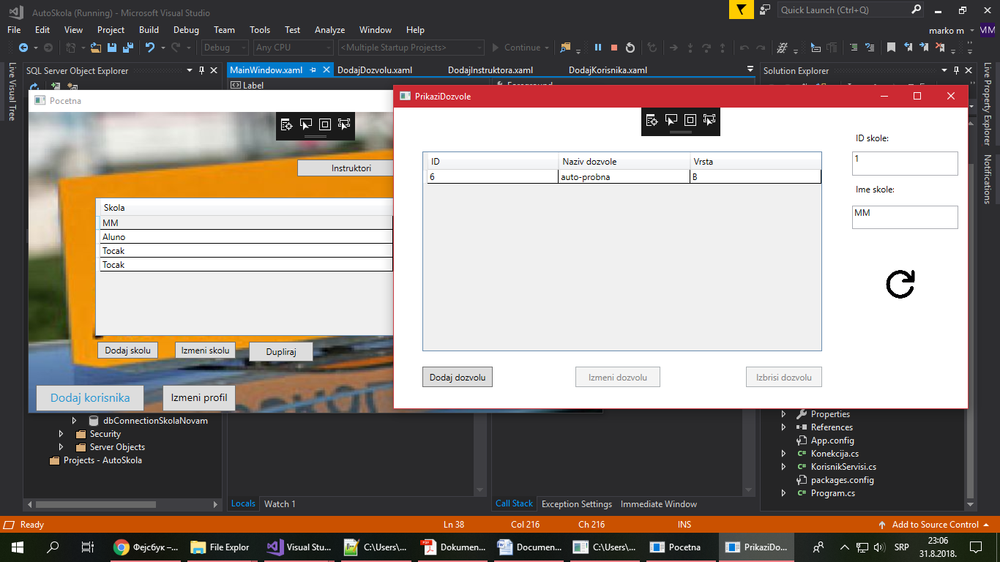 AutoSkola (Running) - Microsoft Visual Studio
Quick Launch (Ctrl+Q)
File Edit View Project Build Debug Team Tools Test Analyze Window Help
marko m MM
Debug Any CPU <Multiple Startup Projects> Continue
Live Visual Tree
SQL Server Object Explorer
MainWindow.xaml DodajDozvolu.xaml DodajInstruktora.xaml DodajKorisnika.xaml
Solution Explorer
Live Property Explorer
Notifications
Label
Pocetna
Instruktori
Skola
MM
Aluno
Tocak
Tocak
Dodaj skolu Izmeni skolu Dupliraj
Dodaj korisnika Izmeni profil
PrikaziDozvole
ID Naziv dozvole Vrsta
6 auto-probna B
ID skole:
1
Ime skole:
MM
Dodaj dozvolu Izmeni dozvolu Izbrisi dozvolu
dbConnectionSkolaNovam
Security
Server Objects
Projects - AutoSkola
Properties
References
App.config
C# Konekcija.cs
C# KorisnikServisi.cs
packages.config
C# Program.cs
Locals Watch 1
Call Stack Exception Settings Immediate Window
Ready Ln 38 Col 216 Ch 216 INS Add to Source Control
Фејсбук –... File Explor Visual Stu... C:\Users\... Dokumen... Documen... C:\Users\... Pocetna PrikaziDo...
SRP
23:06
31.8.2018.